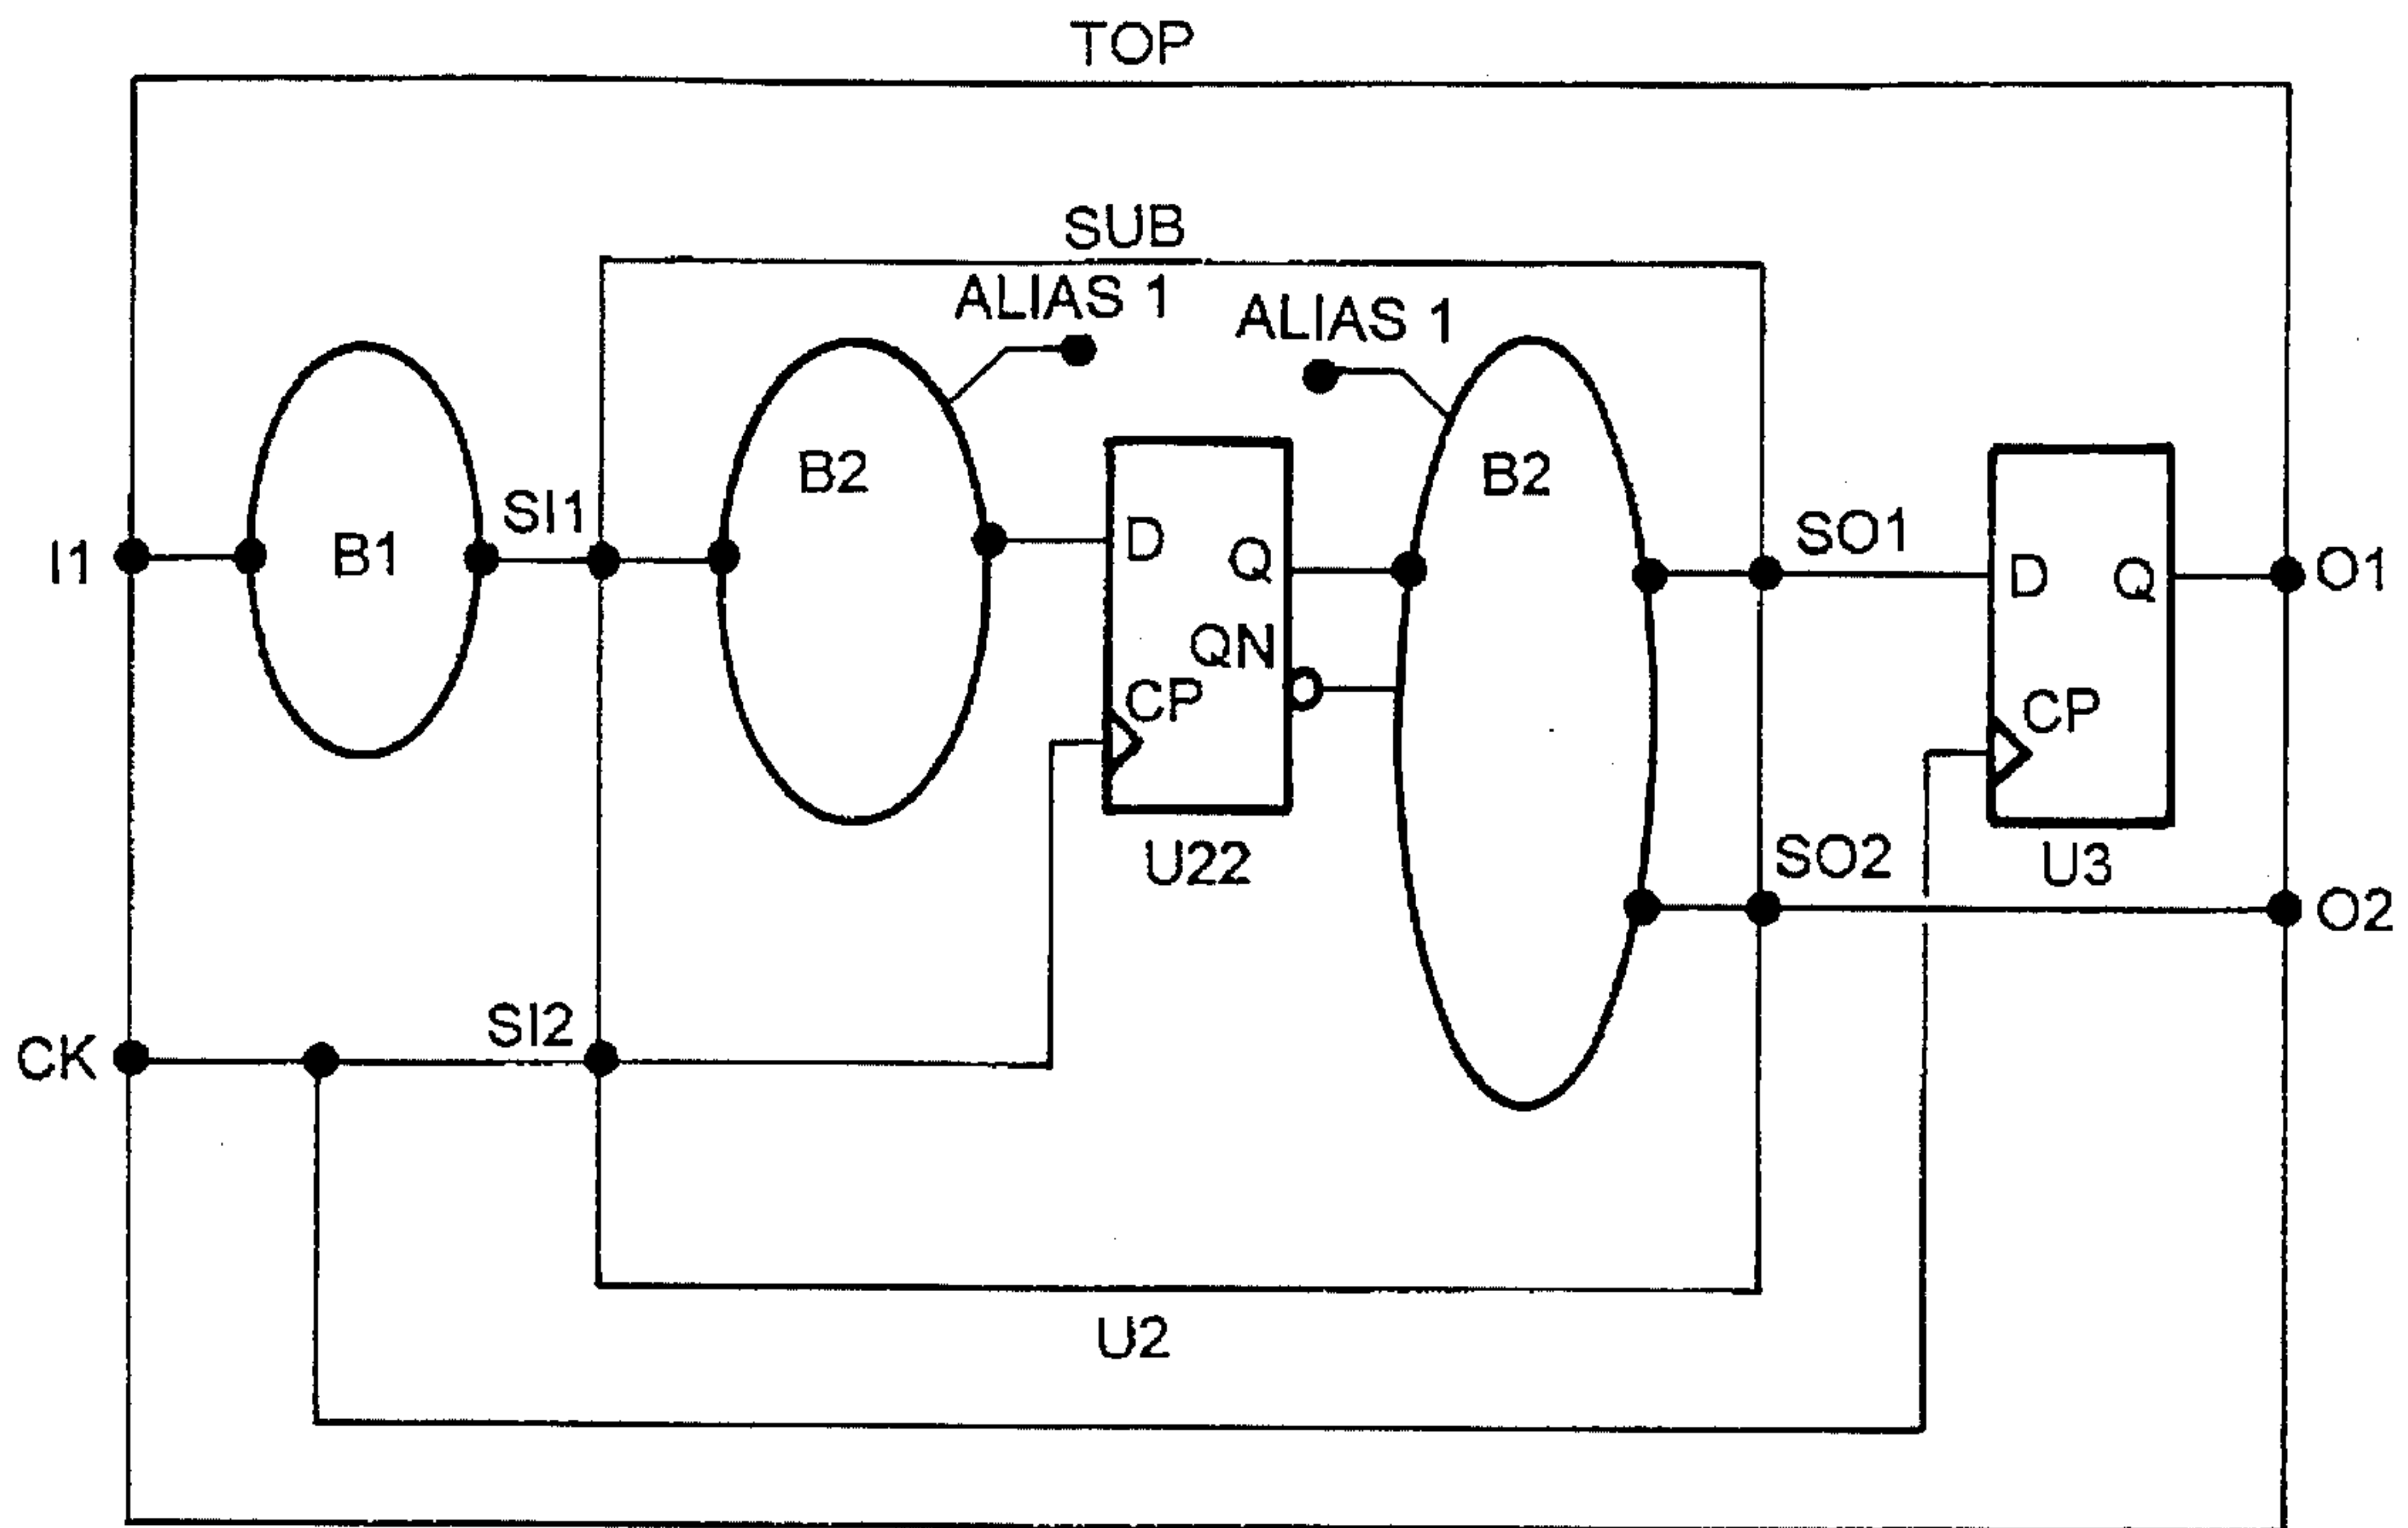 TOP
SUB
ALIAS 1
ALIAS 1
B2
B2
SI1
SO1
I1
B1
D
Q
D
Q
O1
QN
CP
CP
U22
SO2
U3
O2
CK
SI2
U2